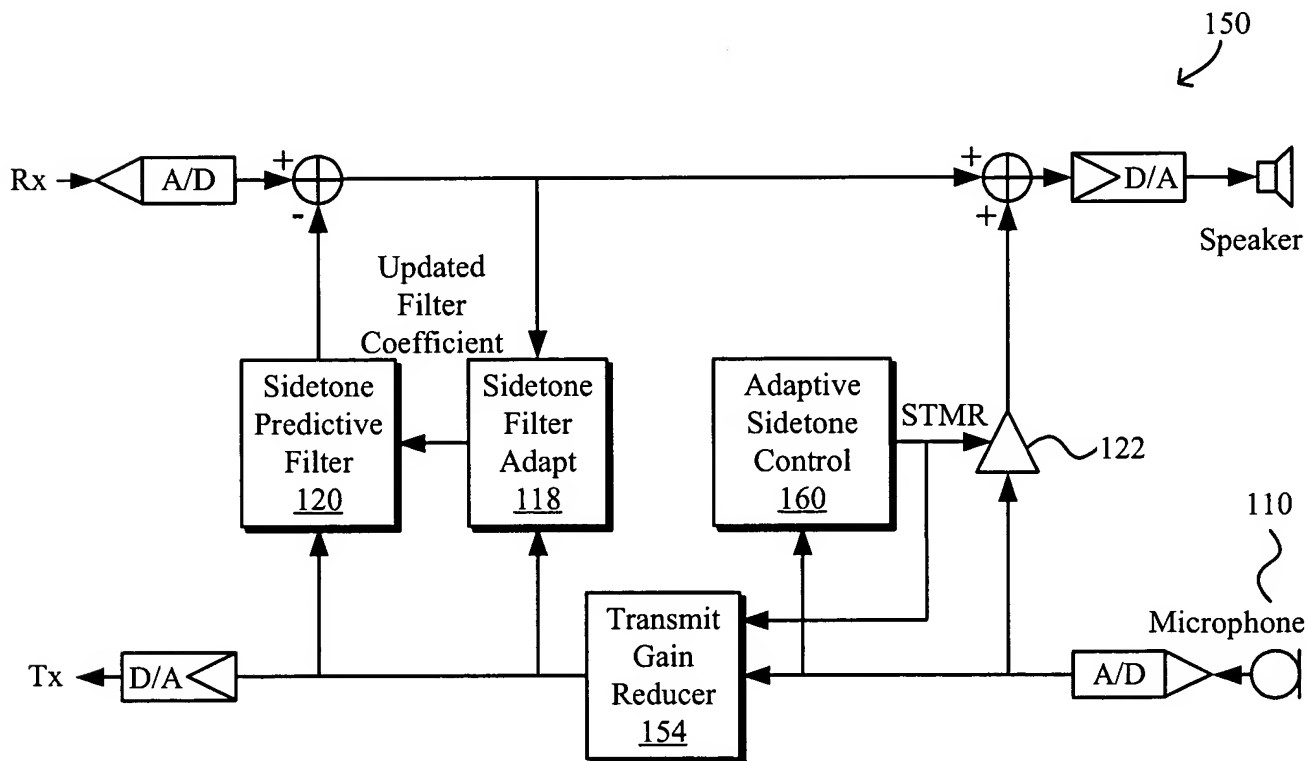 150
Rx
A/D
+
-
+
+
D/A
Speaker
Updated
Filter
Coefficient
Sidetone
Predictive
Filter
120
Sidetone
Filter
Adapt
118
Adaptive
Sidetone
Control
160
STMR
122
110
Microphone
Transmit
Gain
Reducer
154
Tx
D/A
A/D